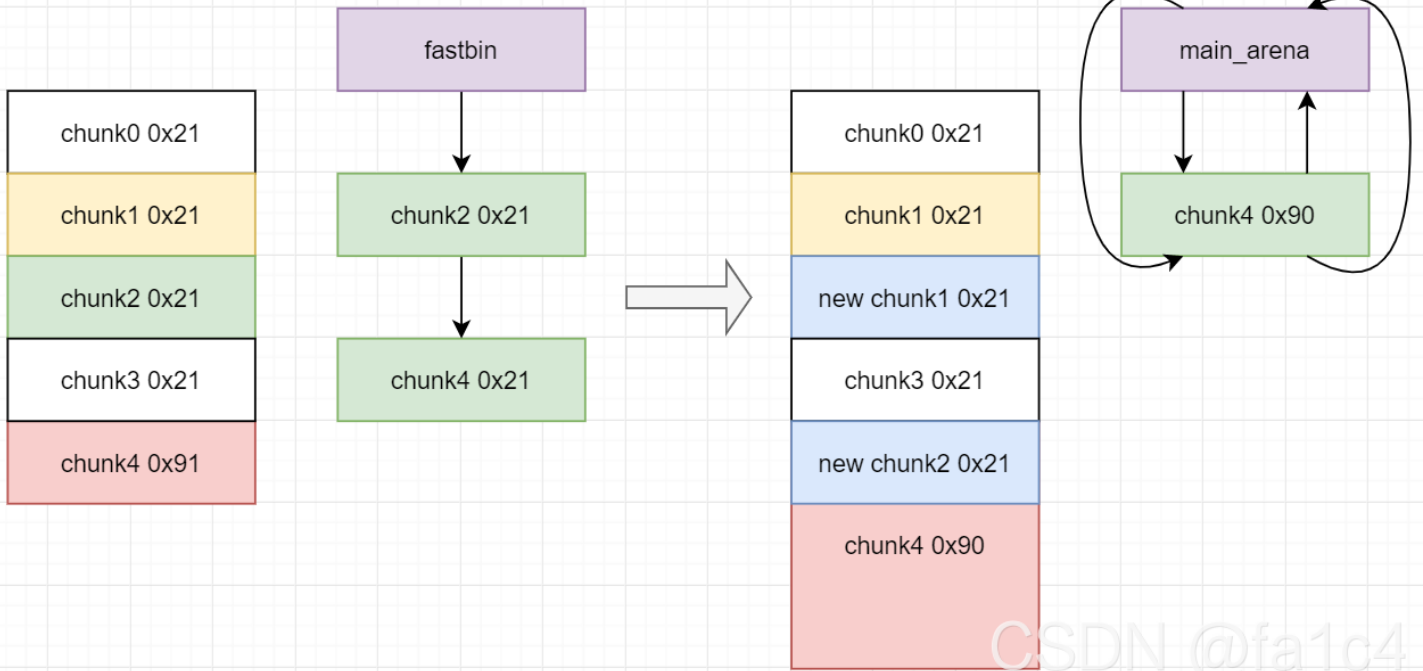 fastbin
main_arena
chunk0 0x21
chunk0 0x21
chunk1 0x21
chunk2 0x21
chunk1 0x21
chunk4 0x90
chunk2 0x21
new chunk1 0x21
chunk3 0x21
chunk4 0x21
chunk3 0x21
chunk4 0x91
new chunk2 0x21
chunk4 0x90
CSDN @fa1c4